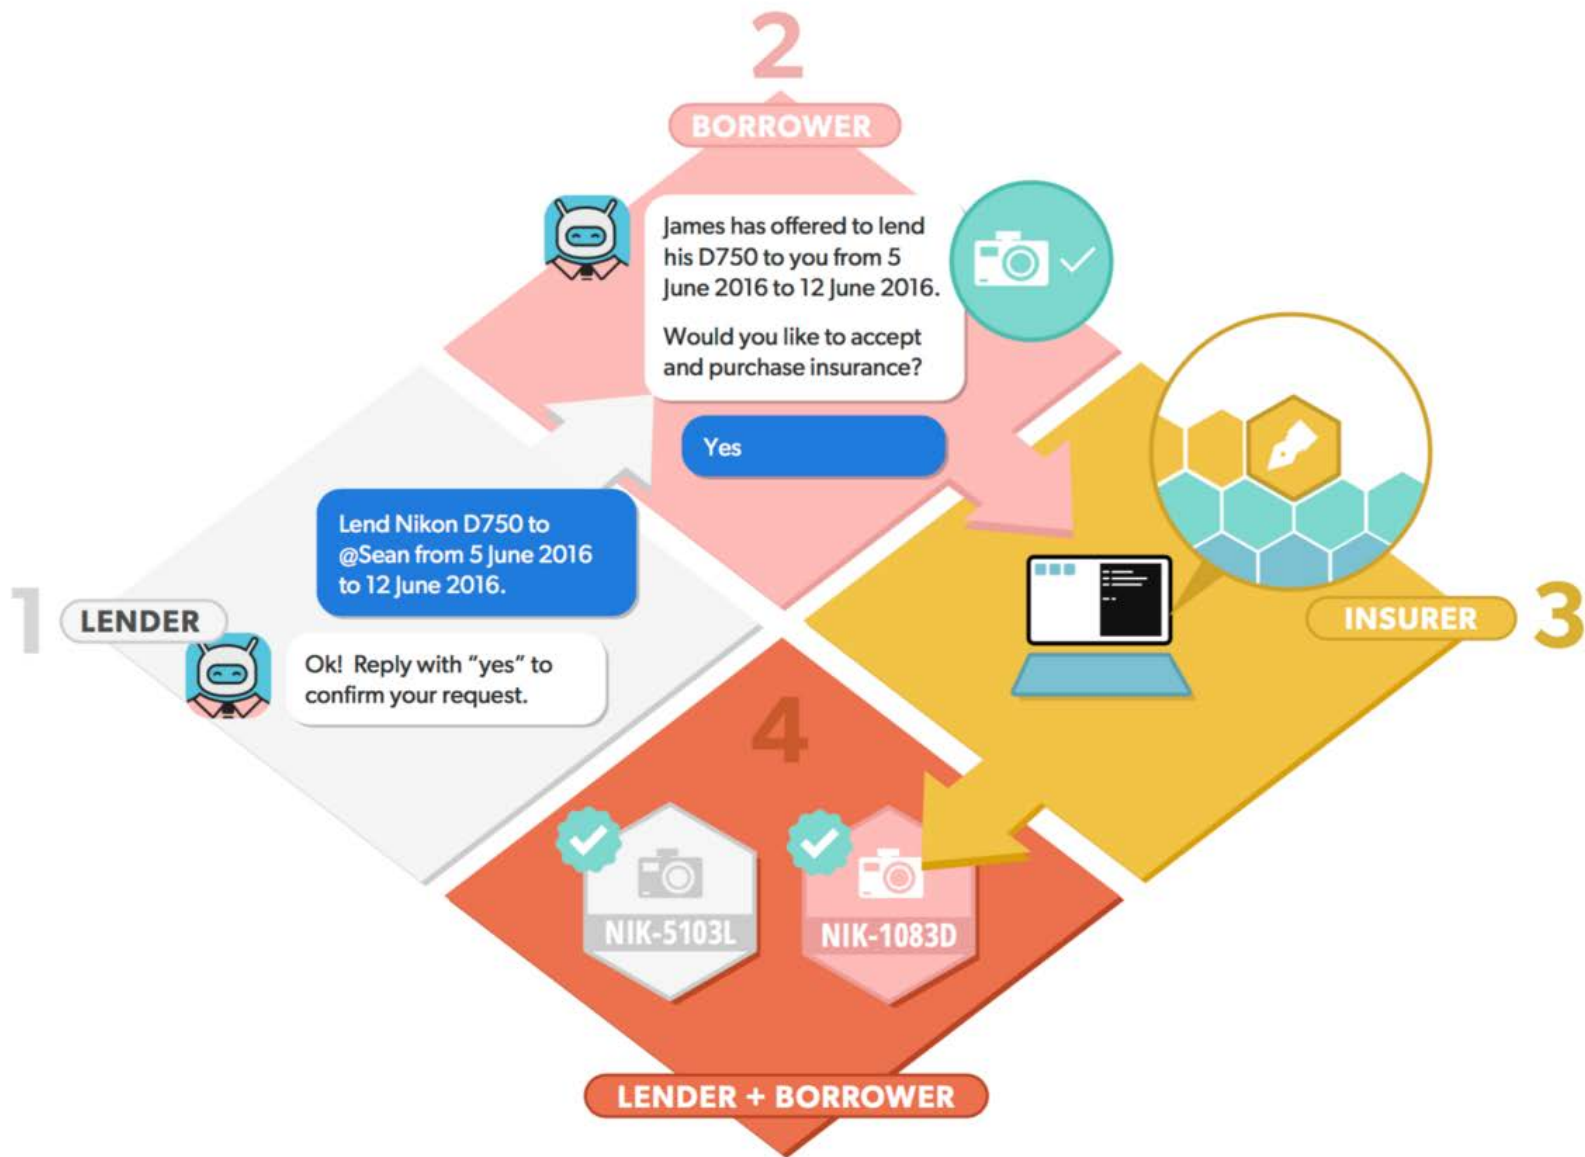 2
BORROWER
James has offered to lend
his D750 to you from 5
June 2016 to 12 June 2016.
Would you like to accept
and purchase insurance?
Yes
Lend Nikon D750 to
@Sean from 5 June 2016
to 12 June 2016.
1
LENDER
Ok! Reply with “yes” to
confirm your request.
INSURER
3
4
NIK-5103L
NIK-1083D
LENDER + BORROWER